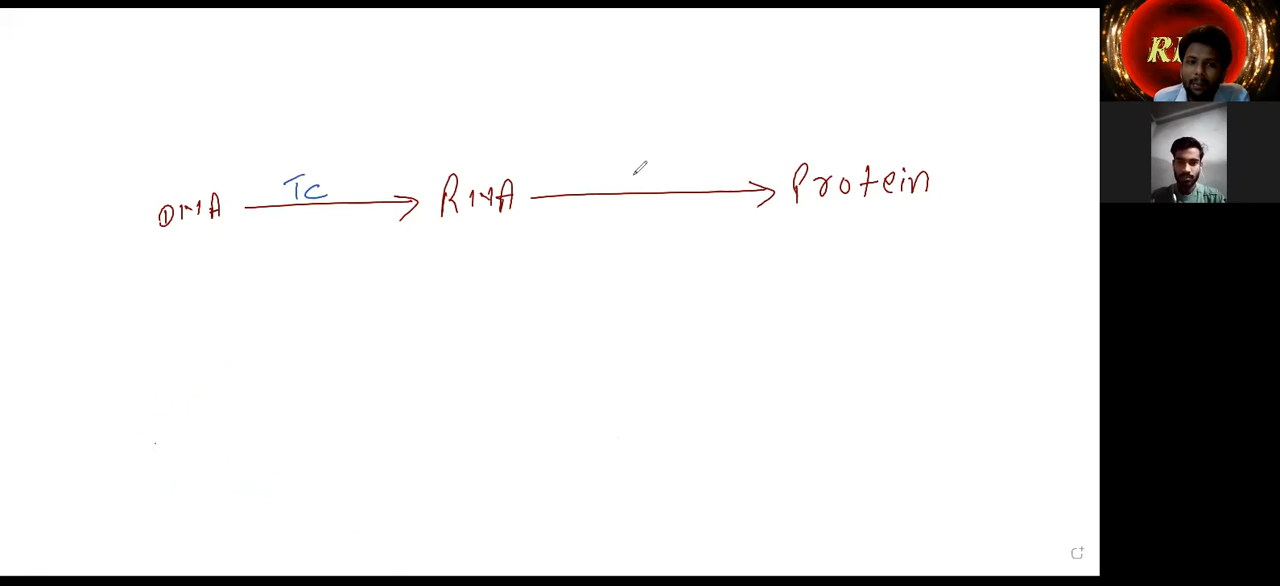 TC
DNA → RNA → Protein